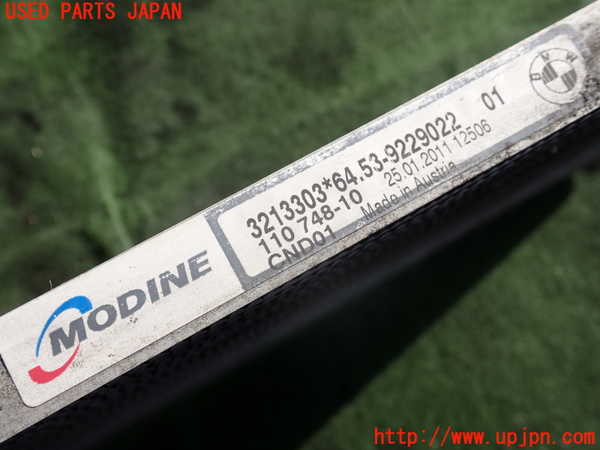 USED PARTS JAPAN
BMW
3213303*64.53-9229022 01
110 748-10 25.01.2011 12506
CND01 Made in Austria
MODINE
http://www.upjpn.com